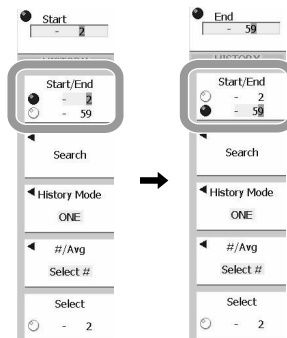 Start
- 2
HISTORY
Start/End
- 2
- 59
Search
History Mode
ONE
#/Avg
Select #
Select
- 2
End
- 59
HISTORY
Start/End
- 2
- 59
Search
History Mode
ONE
#/Avg
Select #
Select
- 2